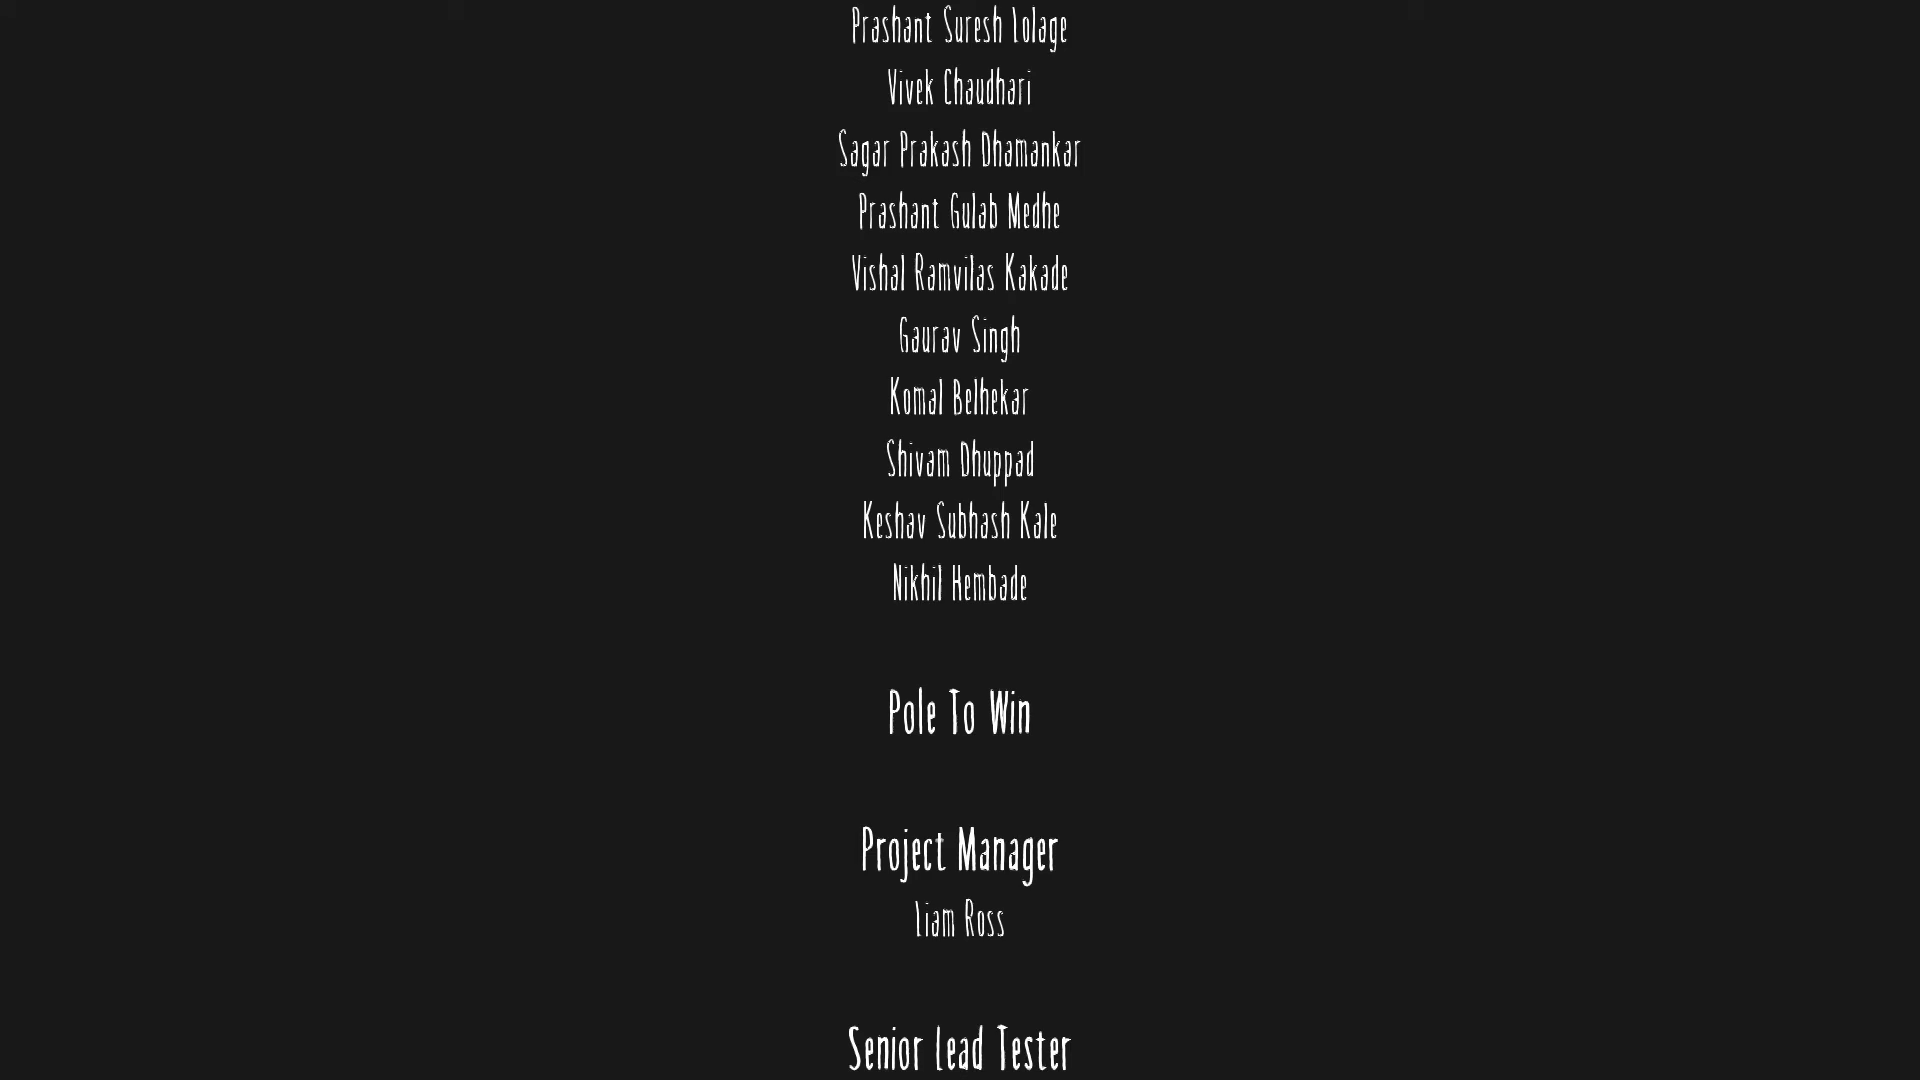 Prashant Suresh Lolage
Vivek Chaudhari
Sagar Prakash Dhamankar
Prashant Gulab Medhe
Vishal Ramvilas Kakade
Gaurav Singh
Komal Belhekar
Shivam Dhuppad
Keshav Subhash Kale
Nikhil Hembade
Pole To Win
Project Manager
Liam Ross
Senior Lead Tester